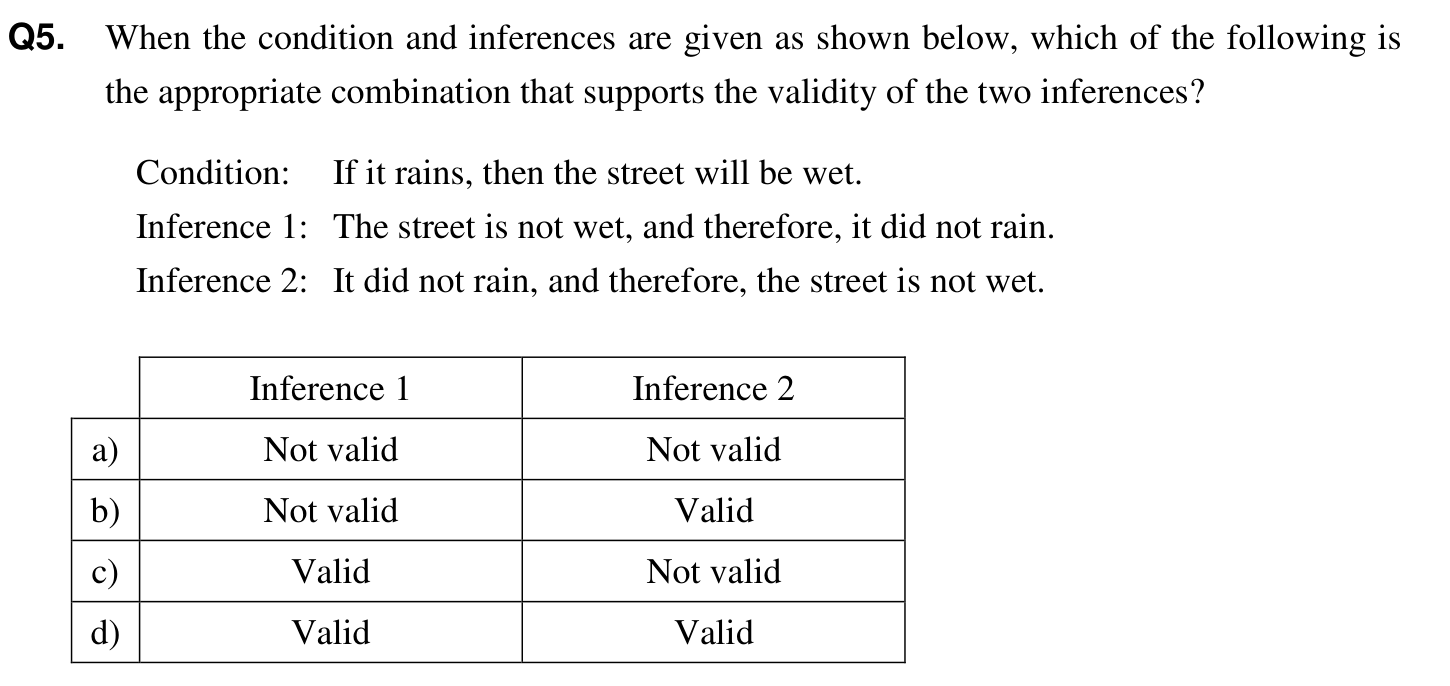 Q5. When the condition and inferences are given as shown below, which of the following is
the appropriate combination that supports the validity of the two inferences?
Condition: If it rains, then the street will be wet.
Inference 1: The street is not wet, and therefore, it did not rain.
Inference 2: It did not rain, and therefore, the street is not wet.
Inference 1 Inference 2
a) Not valid Not valid
b) Not valid Valid
c) Valid Not valid
d) Valid Valid